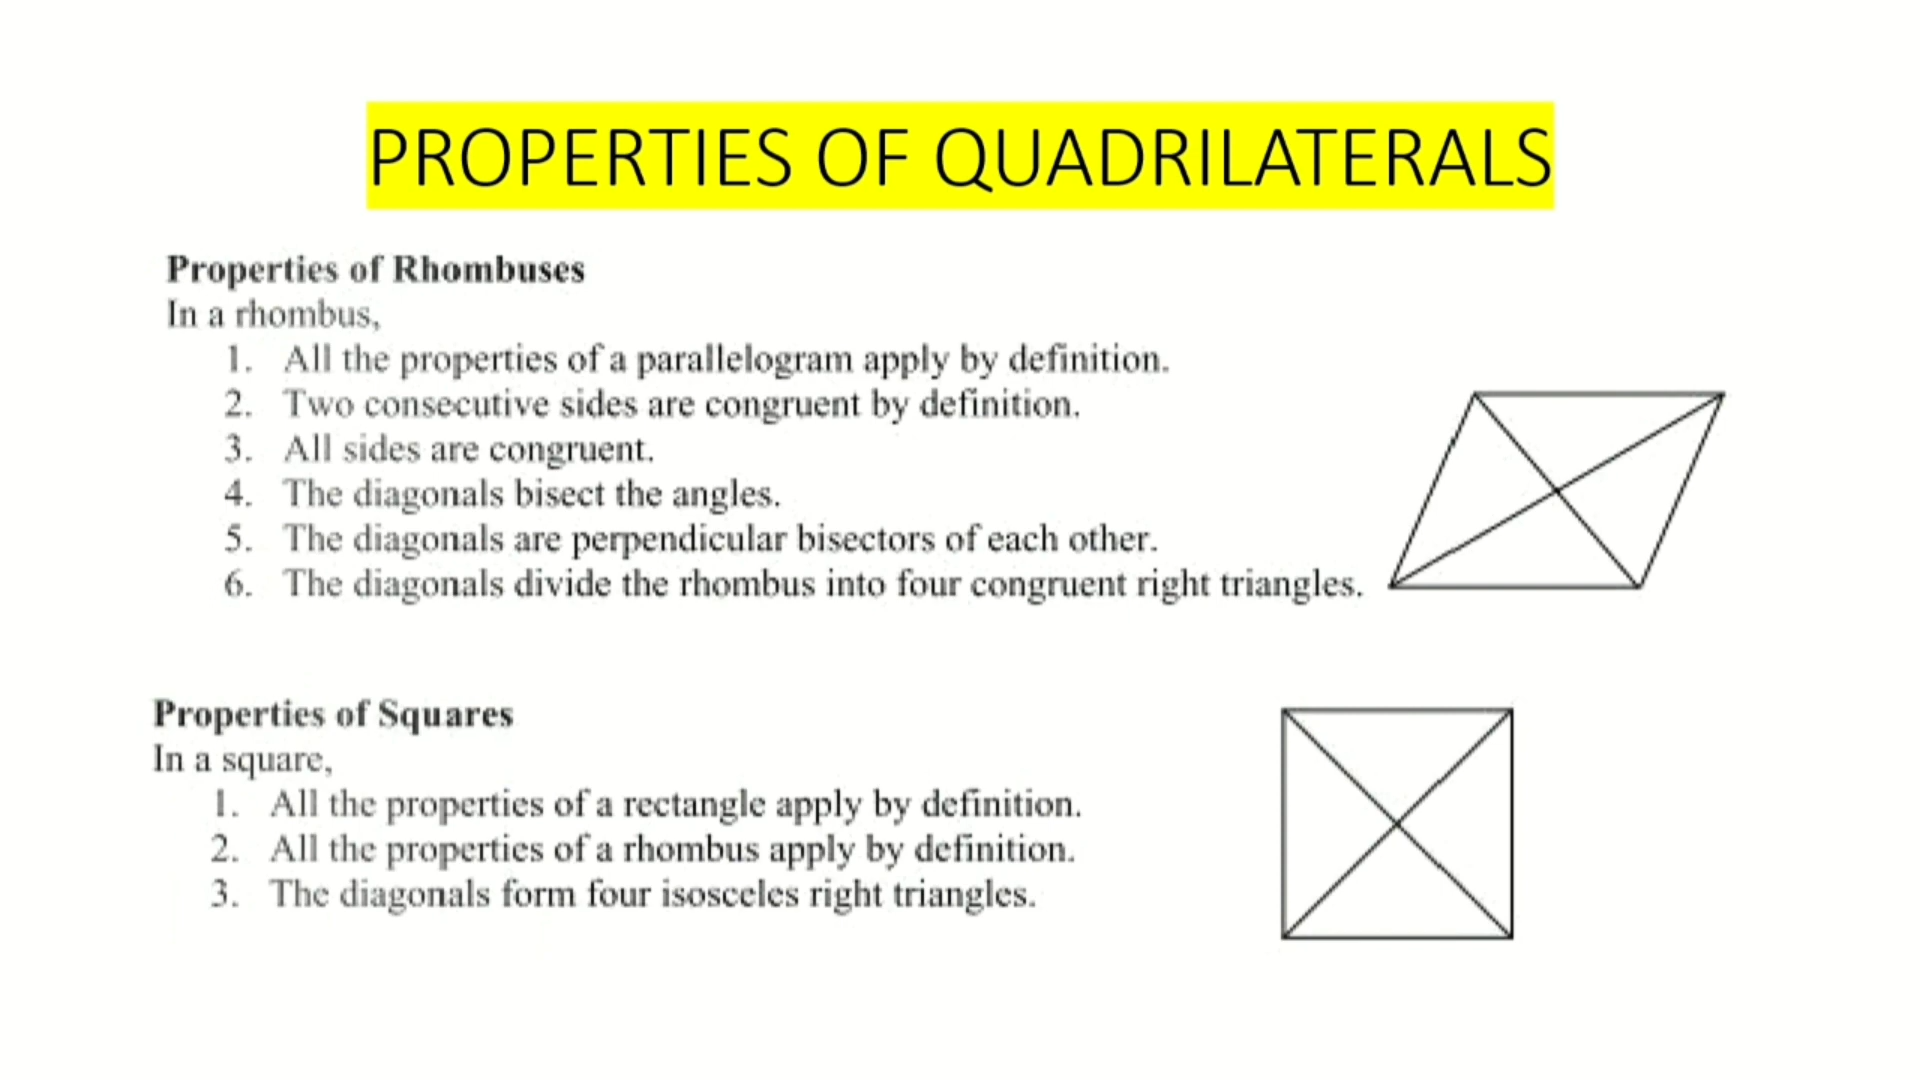 PROPERTIES OF QUADRILATERALS
Properties of Rhombuses
In a rhombus,
1. All the properties of a parallelogram apply by definition.
2. Two consecutive sides are congruent by definition.
3. All sides are congruent.
4. The diagonals bisect the angles.
5. The diagonals are perpendicular bisectors of each other.
6. The diagonals divide the rhombus into four congruent right triangles.
Properties of Squares
In a square,
1. All the properties of a rectangle apply by definition.
2. All the properties of a rhombus apply by definition.
3. The diagonals form four isosceles right triangles.